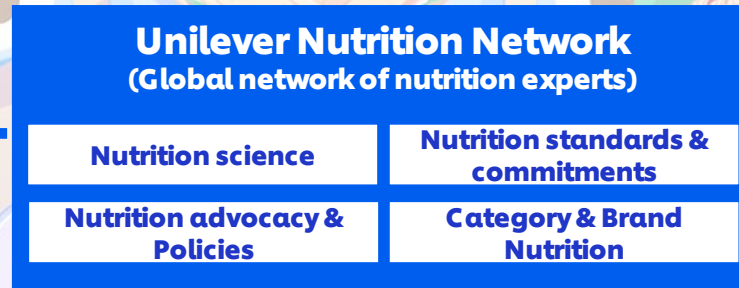 Unilever Nutrition Network
(Global network of nutrition experts)
Nutrition science
Nutrition standards &
commitments
Nutrition advocacy &
Policies
Category & Brand
Nutrition